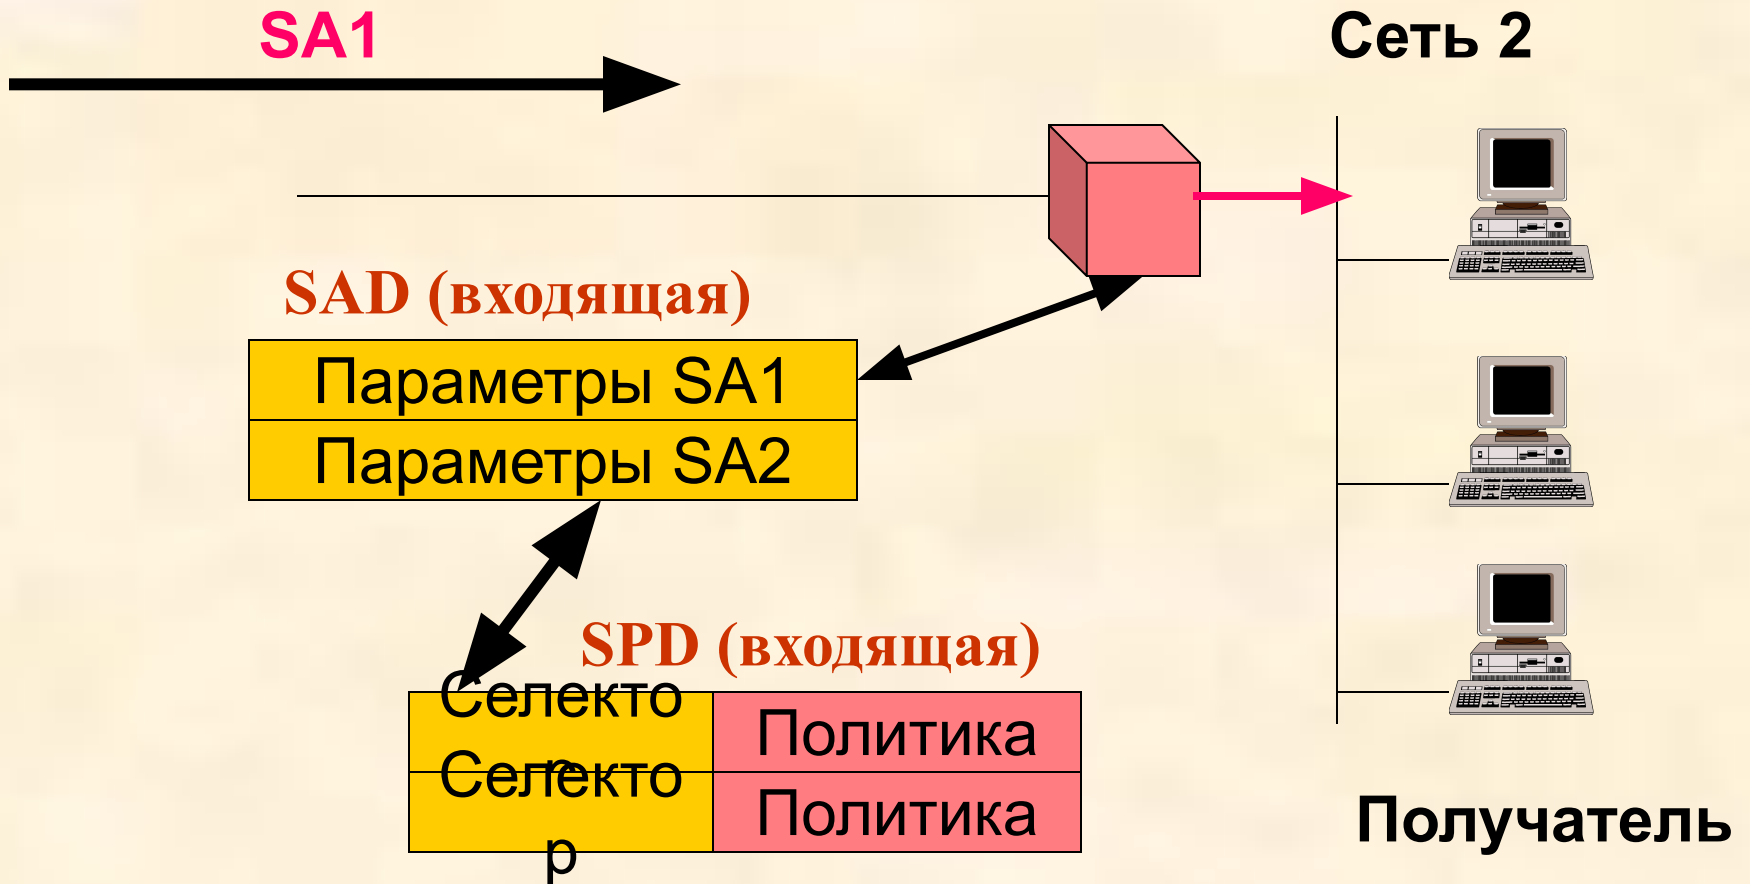 SA1
Сеть 2
SAD (входящая)
Параметры SA1
Параметры SA2
SPD (входящая)
Селекто
р
Политика
Селекто
р
Политика
Получатель